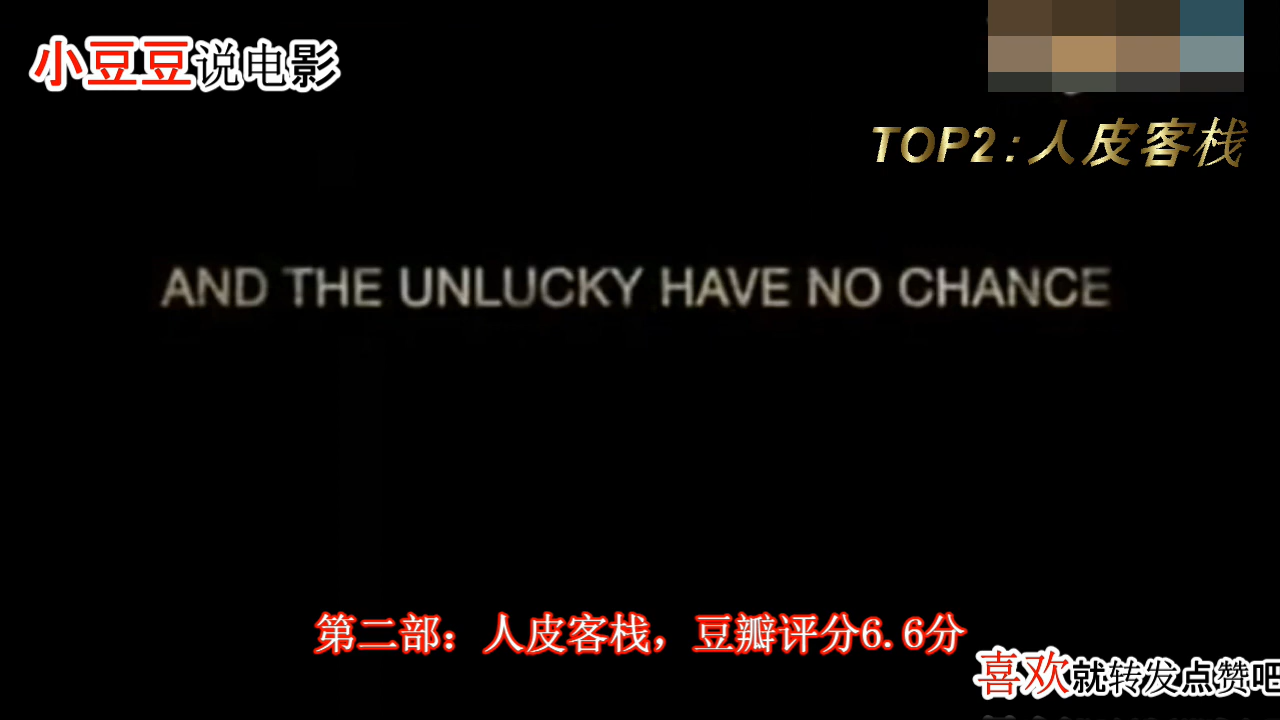 小豆豆说电影
TOP2:人皮客栈
AND THE UNLUCKY HAVE NO CHANCE
第二部：人皮客栈，豆瓣评分6.6分
喜欢就转发点赞吧